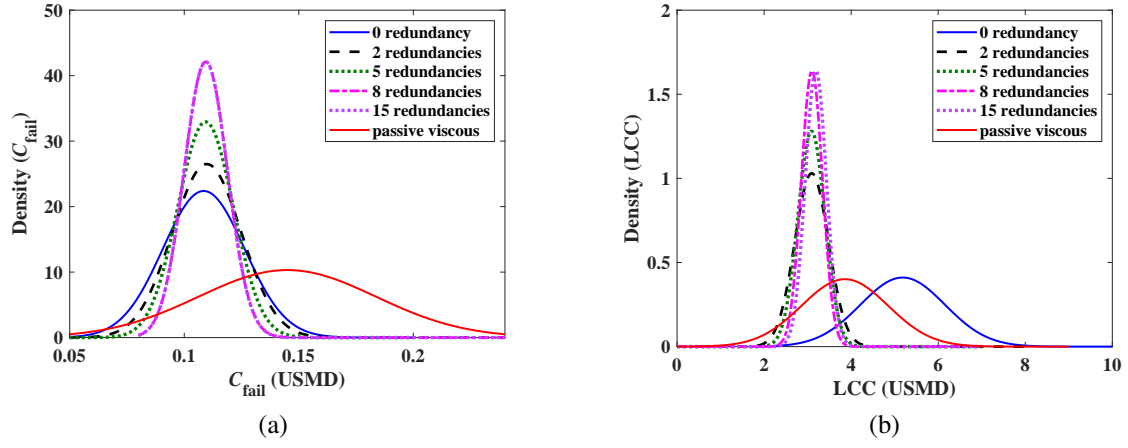 50
40
30
20
10
0
0.05
0.1
0.15
0.2
Density (C_fail)
C_fail (USMD)
0 redundancy
2 redundancies
5 redundancies
8 redundancies
15 redundancies
passive viscous
(a)
2
1.5
1
0.5
0
0
2
4
6
8
10
Density (LCC)
LCC (USMD)
0 redundancy
2 redundancies
5 redundancies
8 redundancies
15 redundancies
passive viscous
(b)